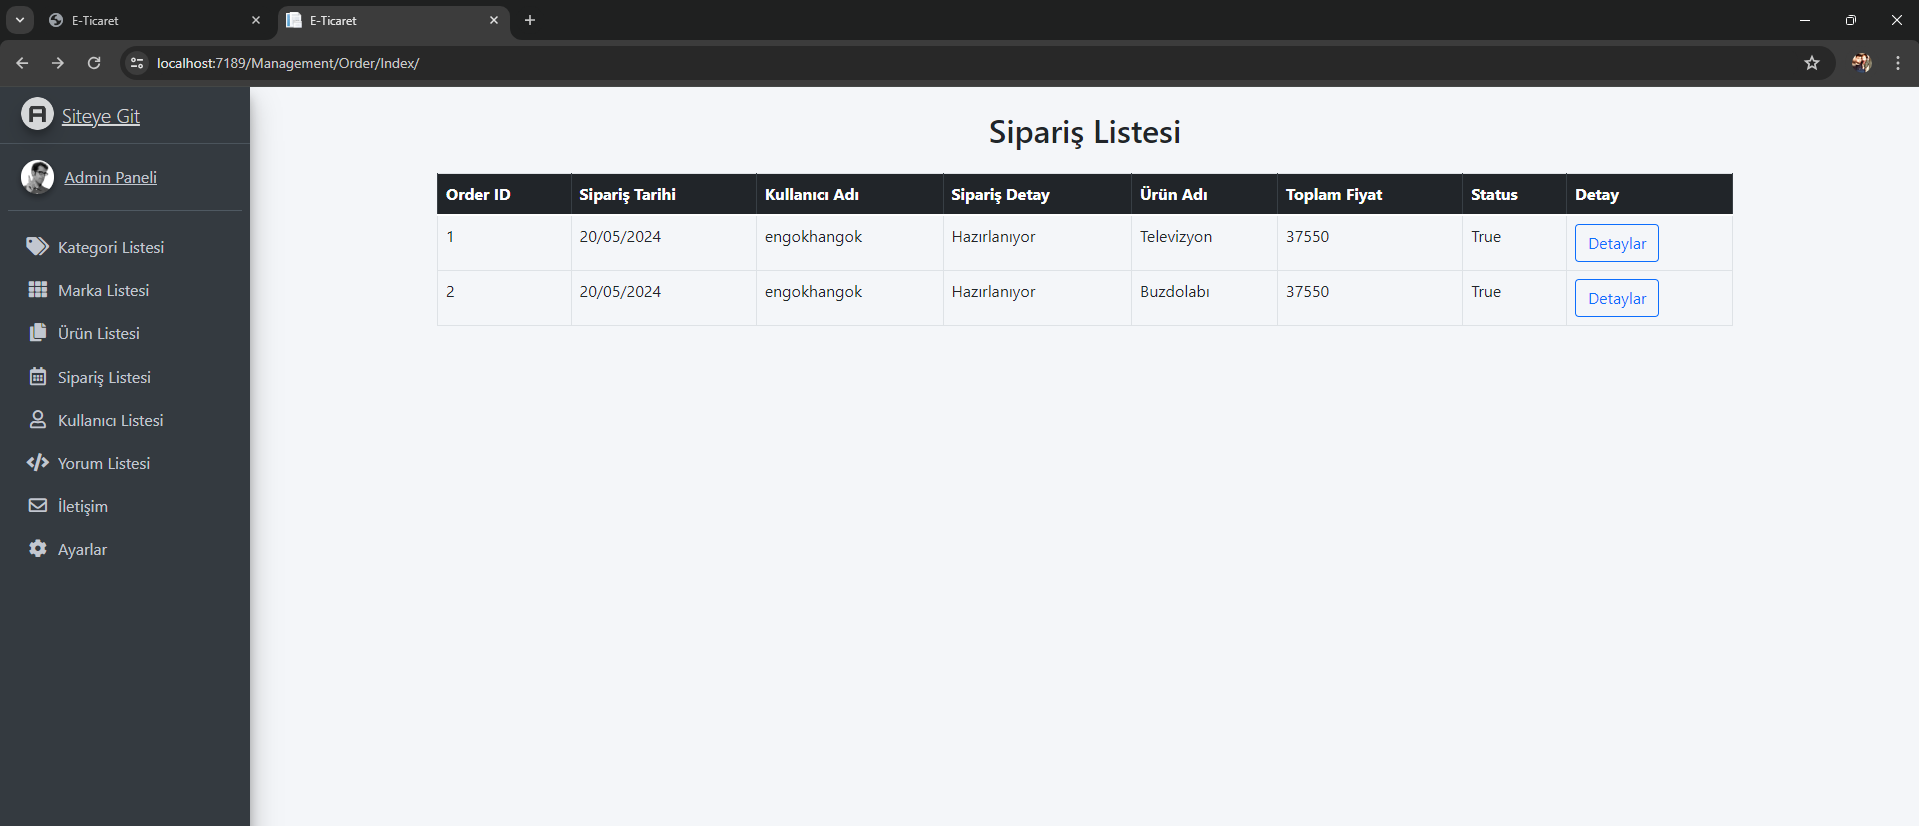 E-Ticaret
E-Ticaret
localhost:7189/Management/Order/Index/
Siteye Git
Admin Paneli
Kategori Listesi
Marka Listesi
Ürün Listesi
Sipariş Listesi
Kullanıcı Listesi
Yorum Listesi
İletişim
Ayarlar
Sipariş Listesi
Order ID Sipariş Tarihi Kullanıcı Adı Sipariş Detay Ürün Adı Toplam Fiyat Status Detay
1 20/05/2024 engokhangok Hazırlanıyor Televizyon 37550 True Detaylar
2 20/05/2024 engokhangok Hazırlanıyor Buzdolabı 37550 True Detaylar